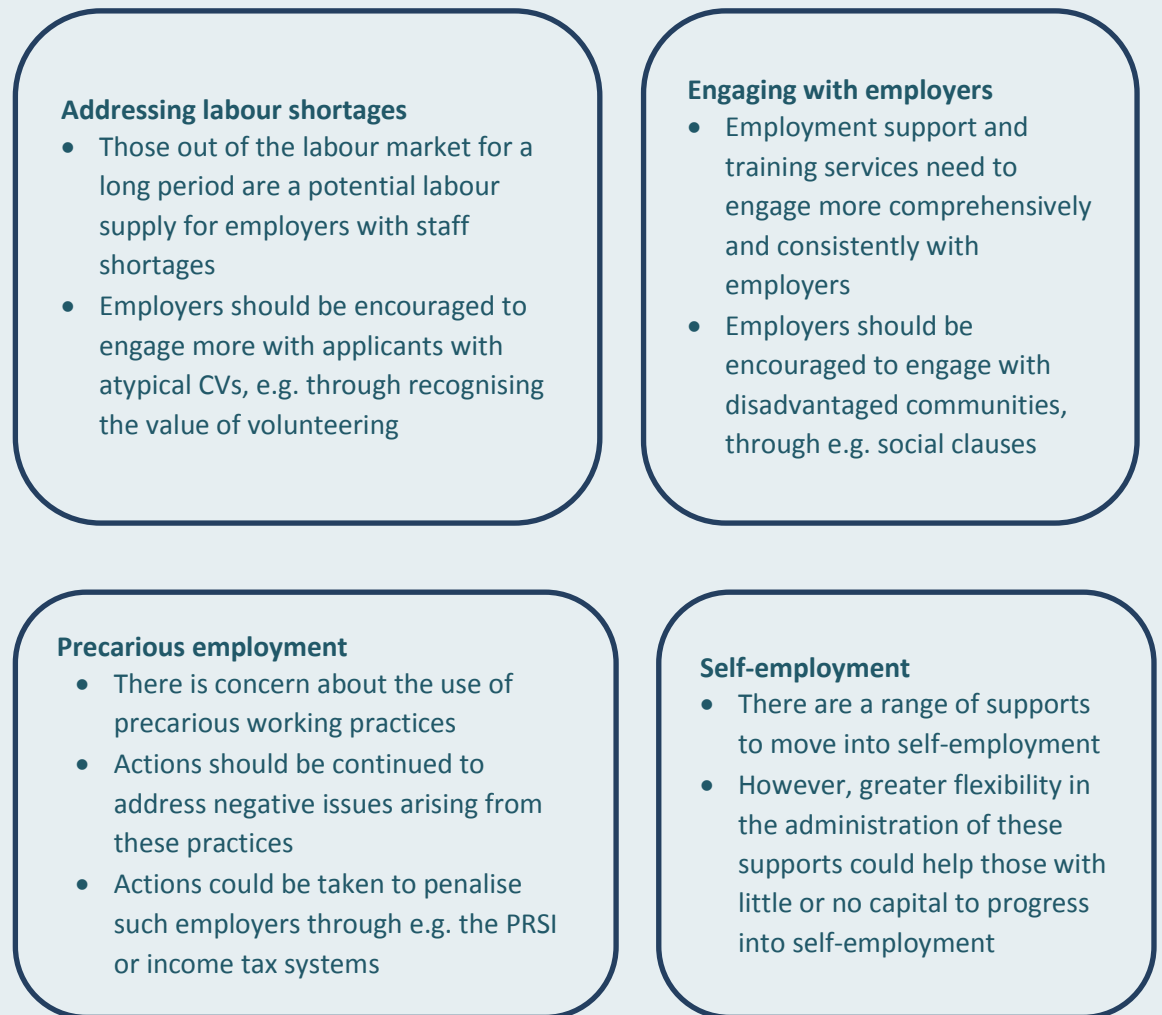 Addressing labour shortages
• Those out of the labour market for a
long period are a potential labour
supply for employers with staff
shortages
• Employers should be encouraged to
engage more with applicants with
atypical CVs, e.g. through recognising
the value of volunteering
Engaging with employers
• Employment support and
training services need to
engage more comprehensively
and consistently with
employers
• Employers should be
encouraged to engage with
disadvantaged communities,
through e.g. social clauses
Precarious employment
• There is concern about the use of
precarious working practices
• Actions should be continued to
address negative issues arising from
these practices
• Actions could be taken to penalise
such employers through e.g. the PRSI
or income tax systems
Self-employment
• There are a range of supports
to move into self-employment
• However, greater flexibility in
the administration of these
supports could help those with
little or no capital to progress
into self-employment